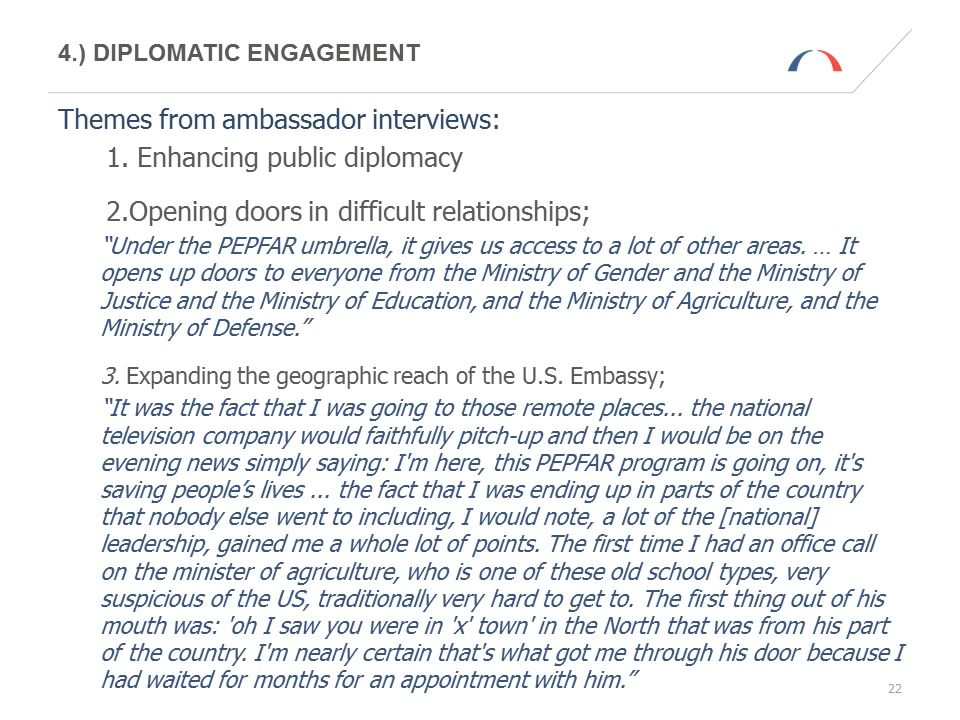 4.) DIPLOMATIC ENGAGEMENT
Themes from ambassador interviews:
1. Enhancing public diplomacy
2.Opening doors in difficult relationships;
“Under the PEPFAR umbrella, it gives us access to a lot of other areas. … It
opens up doors to everyone from the Ministry of Gender and the Ministry of
Justice and the Ministry of Education, and the Ministry of Agriculture, and the
Ministry of Defense.”
3. Expanding the geographic reach of the U.S. Embassy;
“It was the fact that I was going to those remote places... the national
television company would faithfully pitch-up and then I would be on the
evening news simply saying: I'm here, this PEPFAR program is going on, it's
saving people’s lives ... the fact that I was ending up in parts of the country
that nobody else went to including, I would note, a lot of the [national]
leadership, gained me a whole lot of points. The first time I had an office call
on the minister of agriculture, who is one of these old school types, very
suspicious of the US, traditionally very hard to get to. The first thing out of his
mouth was: 'oh I saw you were in 'x' town' in the North that was from his part
of the country. I'm nearly certain that's what got me through his door because I
had waited for months for an appointment with him.”
22